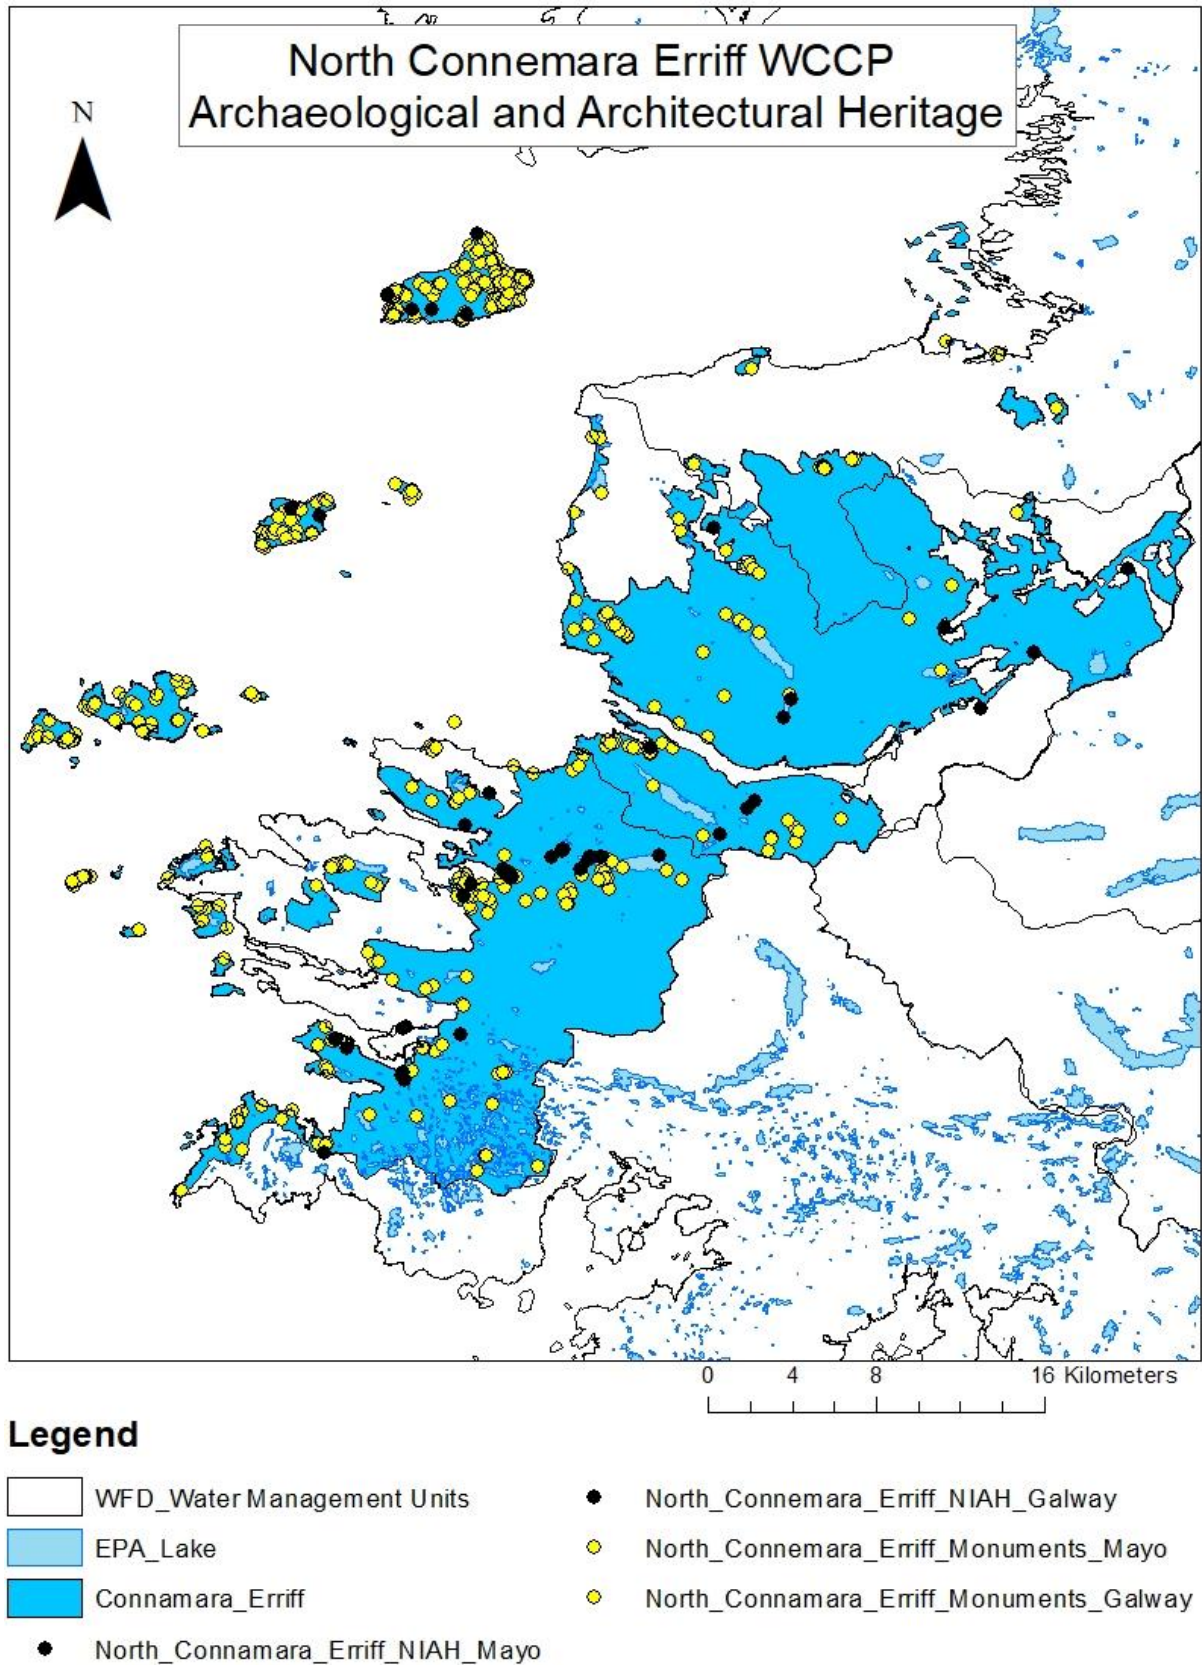 North Connemara Erriff WCCP
Archaeological and Architectural Heritage
N
0 4 8 16 Kilometers
Legend
WFD_Water Management Units
EPA_Lake
Connamara_Erriff
North_Connamara_Erriff_NIAH_Mayo
North_Connemara_Erriff_NIAH_Galway
North_Connemara_Erriff_Monuments_Mayo
North_Connamara_Erriff_Monuments_Galway